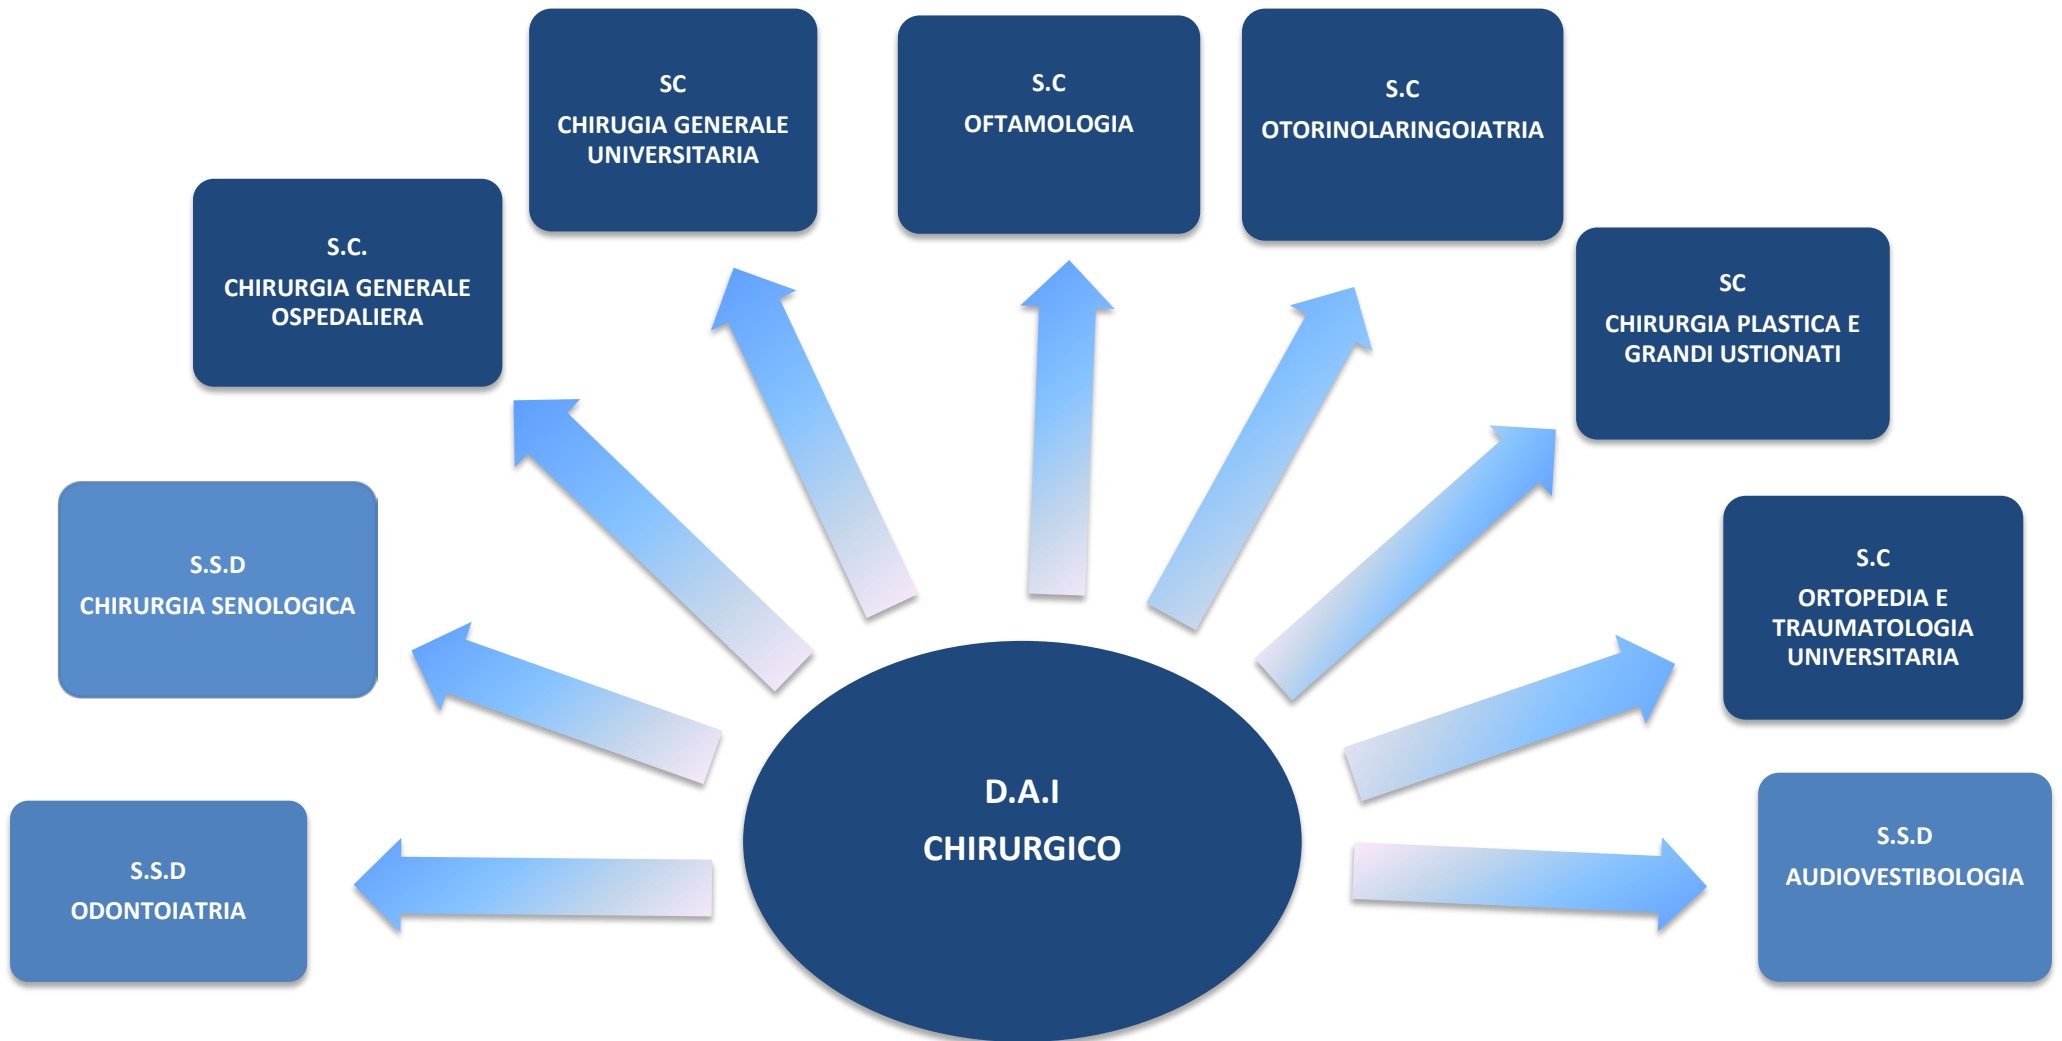 SC
CHIRUGIA GENERALE
UNIVERSITARIA
S.C
OFTAMOLOGIA
S.C
OTORINOLARINGOIATRIA
S.C.
CHIRURGIA GENERALE
OSPEDALIERA
SC
CHIRURGIA PLASTICA E
GRANDI USTIONATI
S.S.D
CHIRURGIA SENOLOGICA
S.C
ORTOPEDIA E
TRAUMATOLOGIA
UNIVERSITARIA
S.S.D
ODONTOIATRIA
D.A.I
CHIRURGICO
S.S.D
AUDIOVESTIBOLOGIA